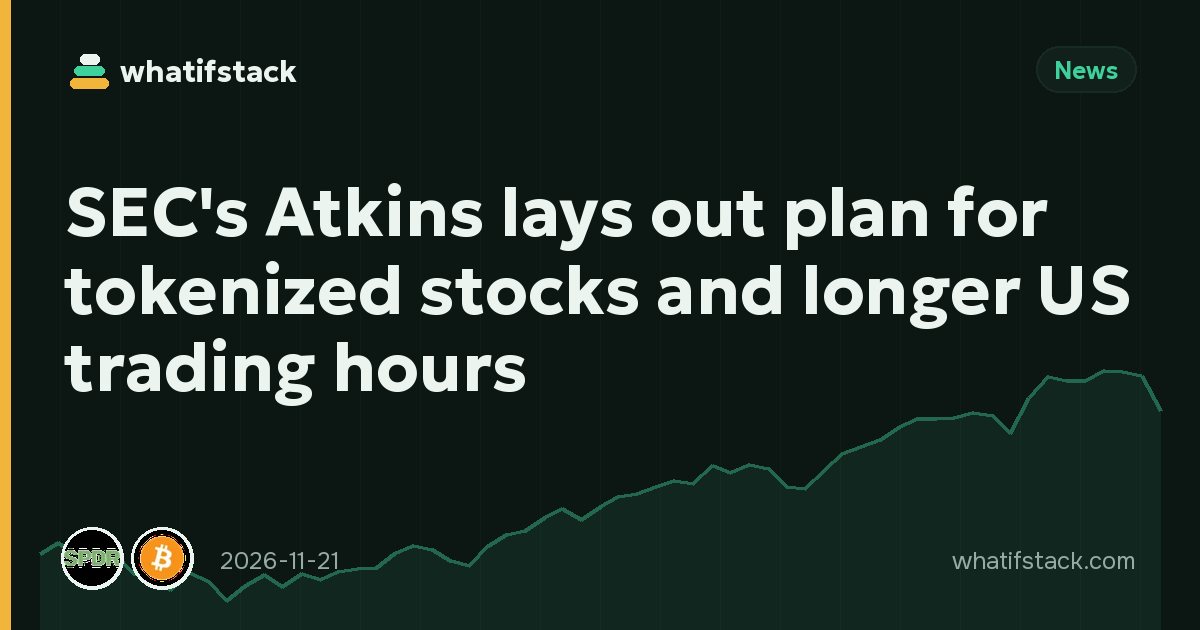 whatifstack
News
SEC's Atkins lays out plan for
tokenized stocks and longer US
trading hours
SPDR
2026-11-21
whatifstack.com